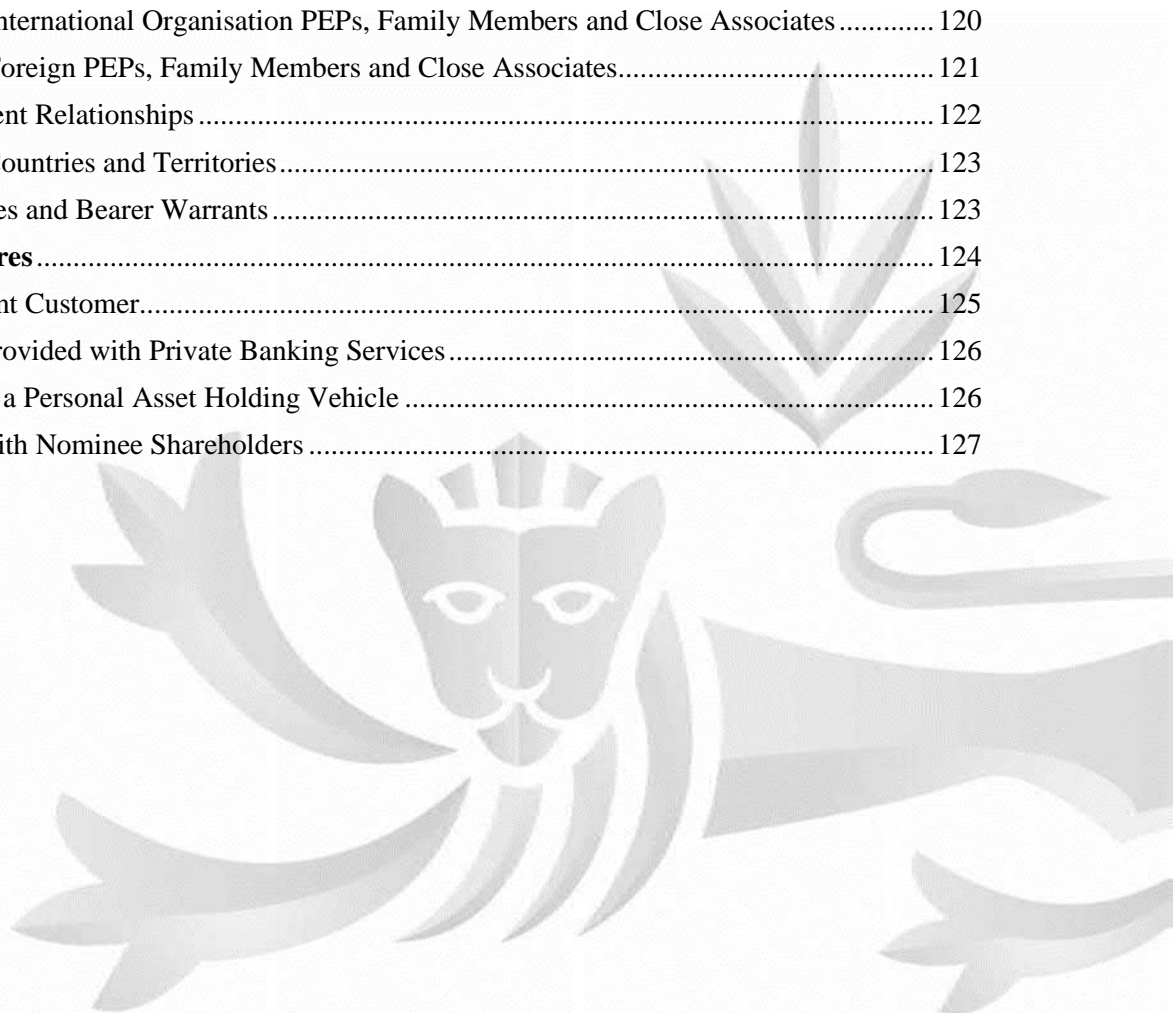 nternational Organisation PEPs, Family Members and Close Associates ............. 120
oreign PEPs, Family Members and Close Associates........................................... 121
ent Relationships ..................................................................................................... 122
ountries and Territories ........................................................................................... 123
es and Bearer Warrants ............................................................................................ 123
res ............................................................................................................................. 124
nt Customer.............................................................................................................. 125
rovided with Private Banking Services ................................................................... 126
a Personal Asset Holding Vehicle ......................................................................... 126
ith Nominee Shareholders ....................................................................................... 127